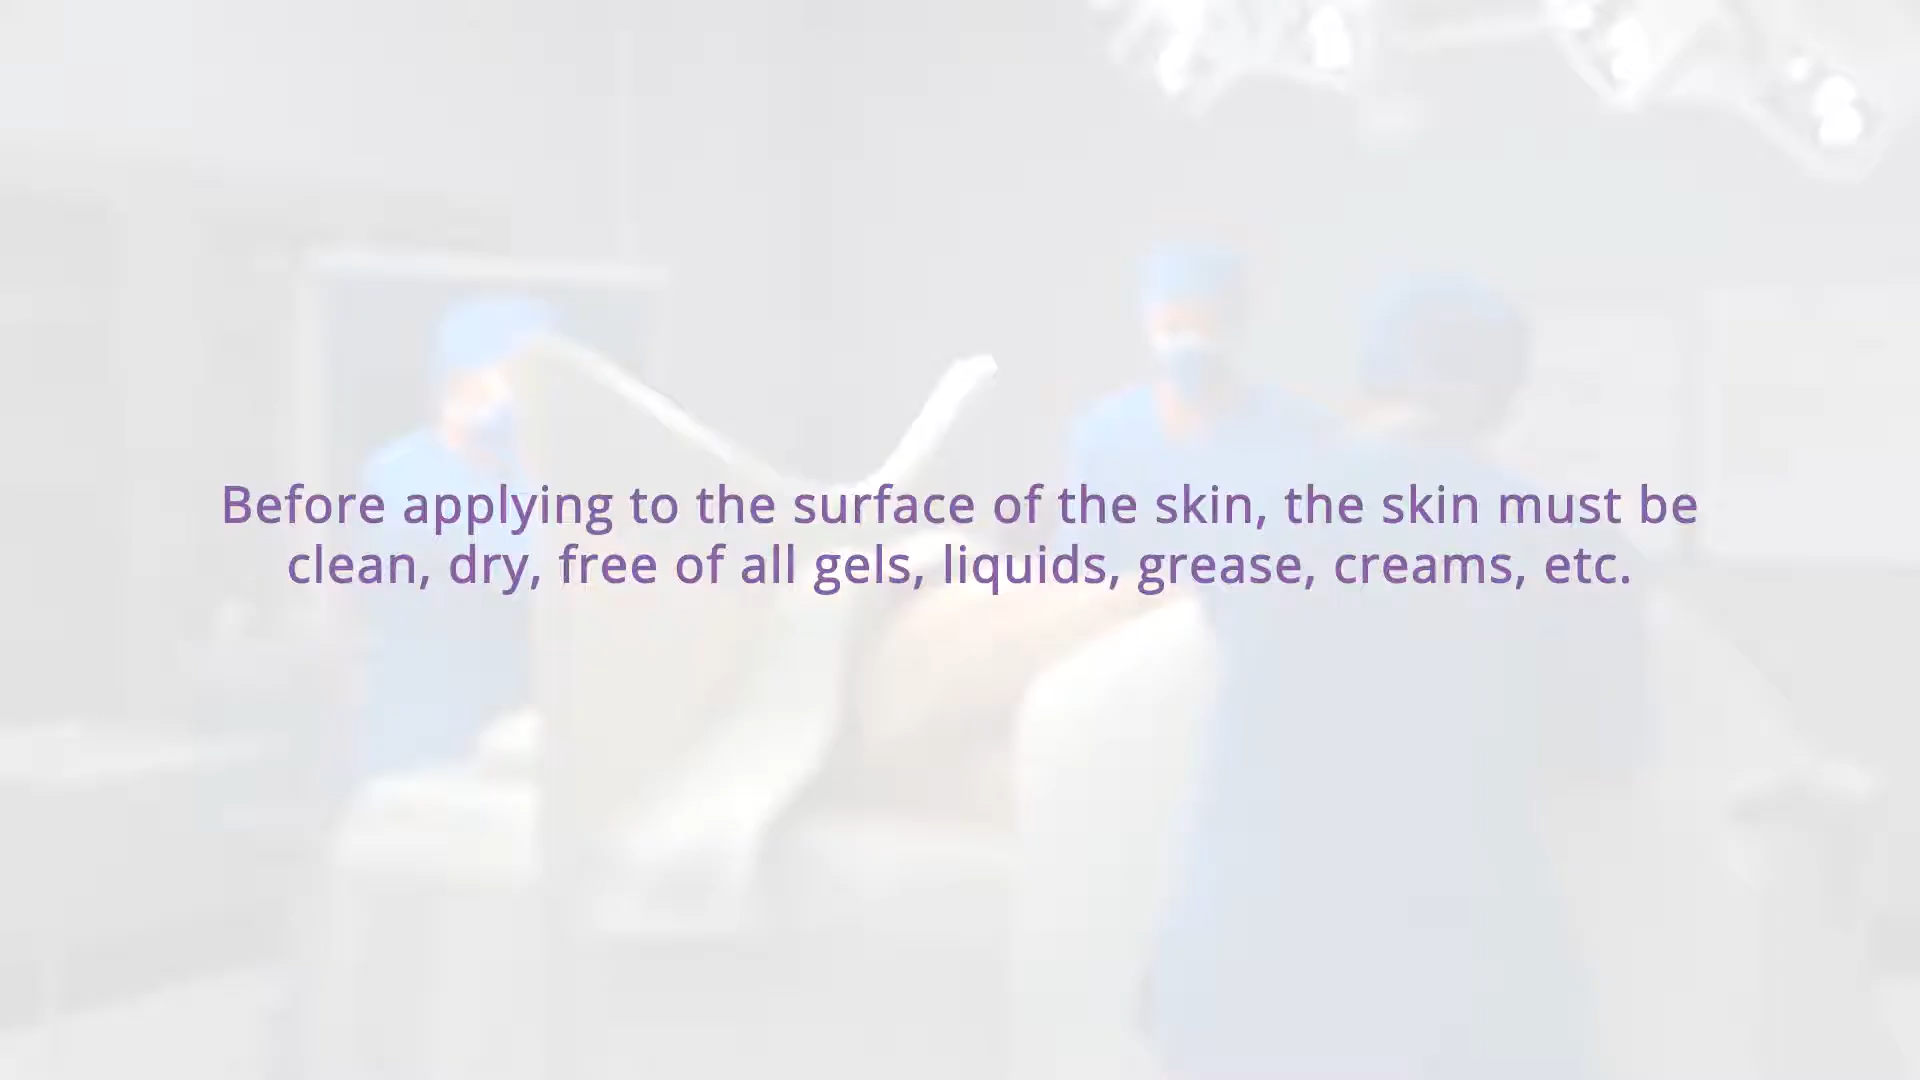 Before applying to the surface of the skin, the skin must be
clean, dry, free of all gels, liquids, grease, creams, etc.